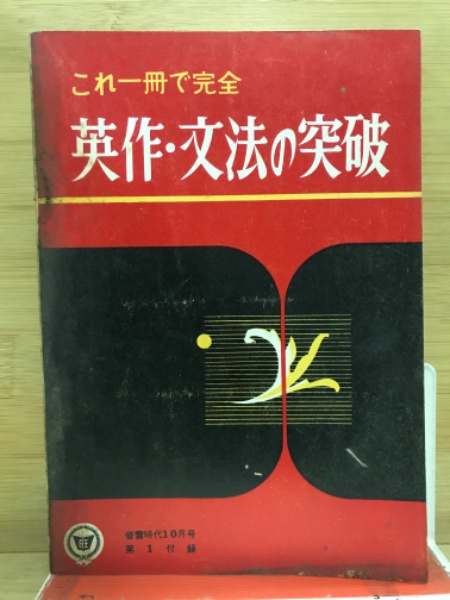 これ一冊で完全
英作・文法の突破
螢雪時代10月号
第1付録